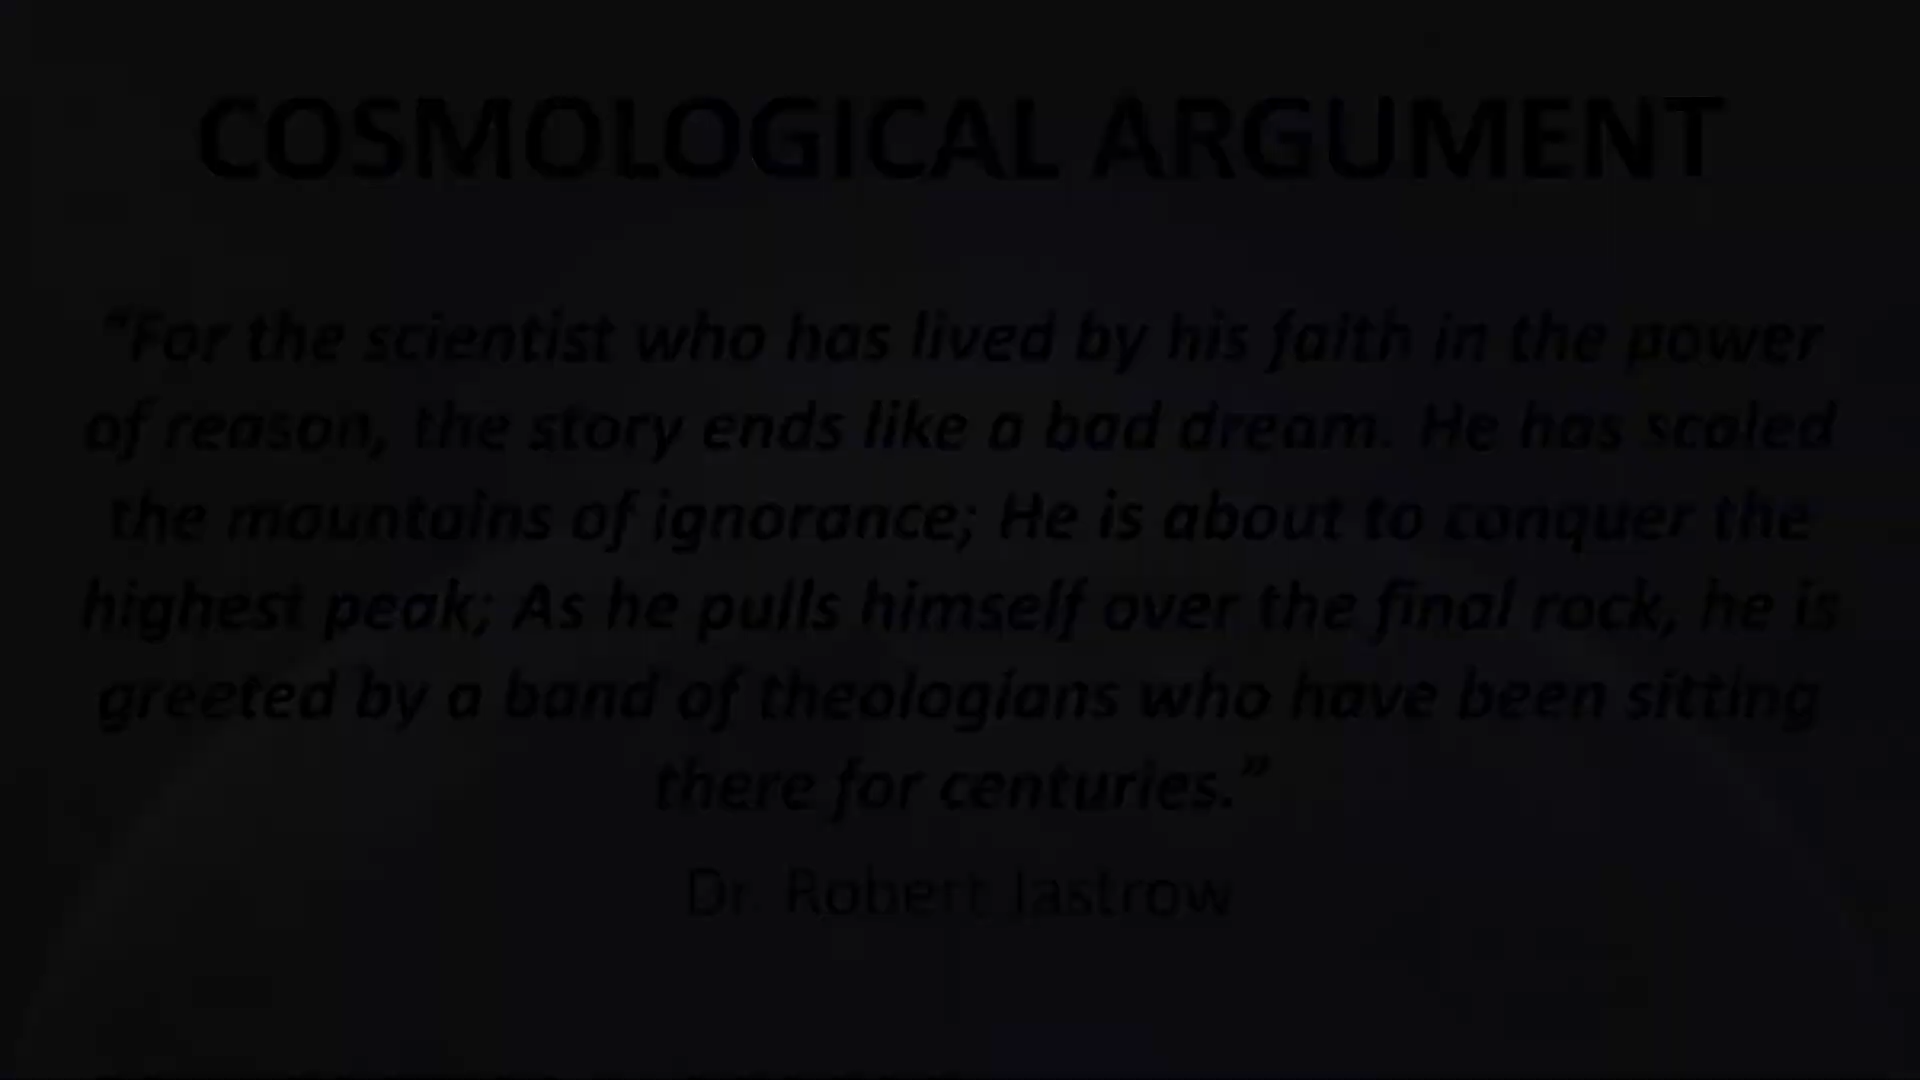 COSMOLOGICAL ARGUMENT
“For the scientist who has lived by his faith in the power
of reason, the story ends like a bad dream. He has scaled
the mountains of ignorance; He is about to conquer the
highest peak; As he pulls himself over the final rock, he is
greeted by a band of theologians who have been sitting
there for centuries.”
Dr. Robert Jastrow